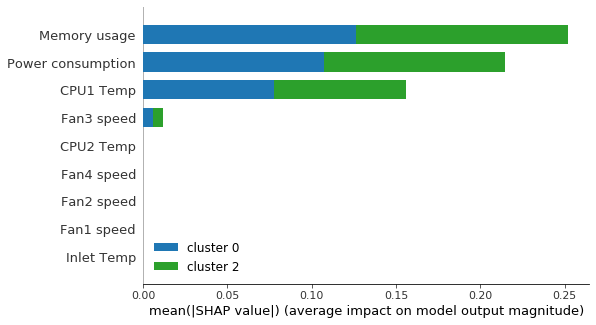 Memory usage
Power consumption
CPU1 Temp
Fan3 speed
CPU2 Temp
Fan4 speed
Fan2 speed
Fan1 speed
Inlet Temp
cluster 0
cluster 2
0.00 0.05 0.10 0.15 0.20 0.25
mean(|SHAP value|) (average impact on model output magnitude)